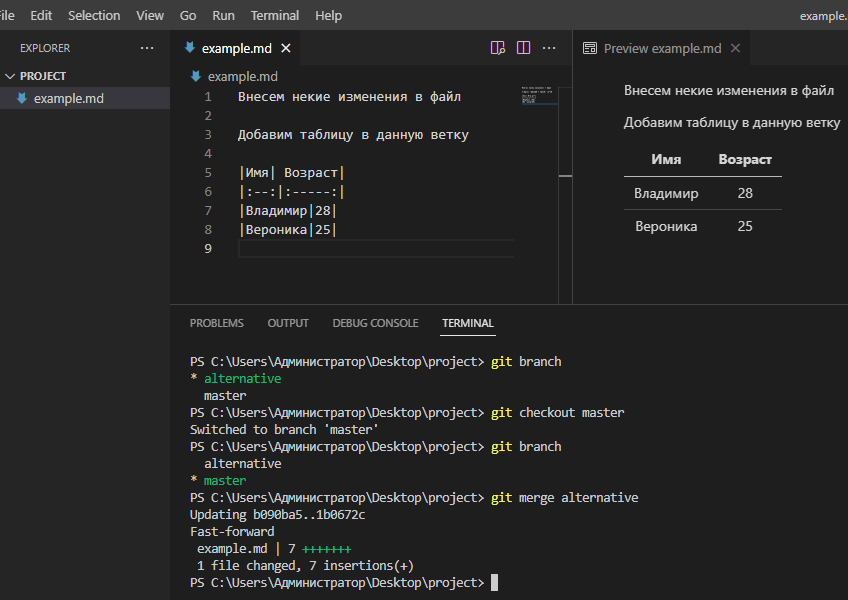 File Edit Selection View Go Run Terminal Help example.
EXPLORER ···
PROJECT
example.md
example.md × ···
example.md
1 Внесем некие изменения в файл
2
3 Добавим таблицу в данную ветку
4
5 |Имя| Возраст|
6 |:--:|:-----:|
7 |Владимир|28|
8 |Вероника|25|
9
Preview example.md ×
Внесем некие изменения в файл
Добавим таблицу в данную ветку
Имя Возраст
Владимир 28
Вероника 25
PROBLEMS OUTPUT DEBUG CONSOLE TERMINAL
PS C:\Users\Администратор\Desktop\project> git branch
* alternative
master
PS C:\Users\Администратор\Desktop\project> git checkout master
Switched to branch 'master'
PS C:\Users\Администратор\Desktop\project> git branch
alternative
* master
PS C:\Users\Администратор\Desktop\project> git merge alternative
Updating b090ba5..1b0672c
Fast-forward
example.md | 7 +++++++
1 file changed, 7 insertions(+)
PS C:\Users\Администратор\Desktop\project>